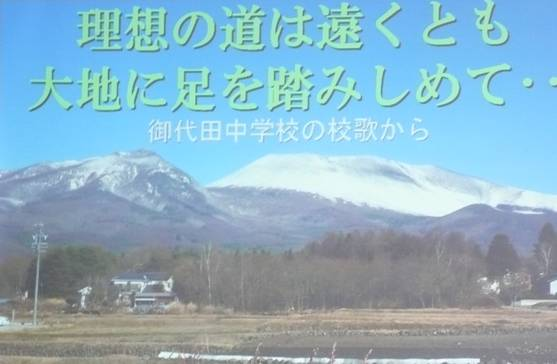 理想の道は遠くとも
大地に足を踏みしめて・・
御代田中学校の校歌から